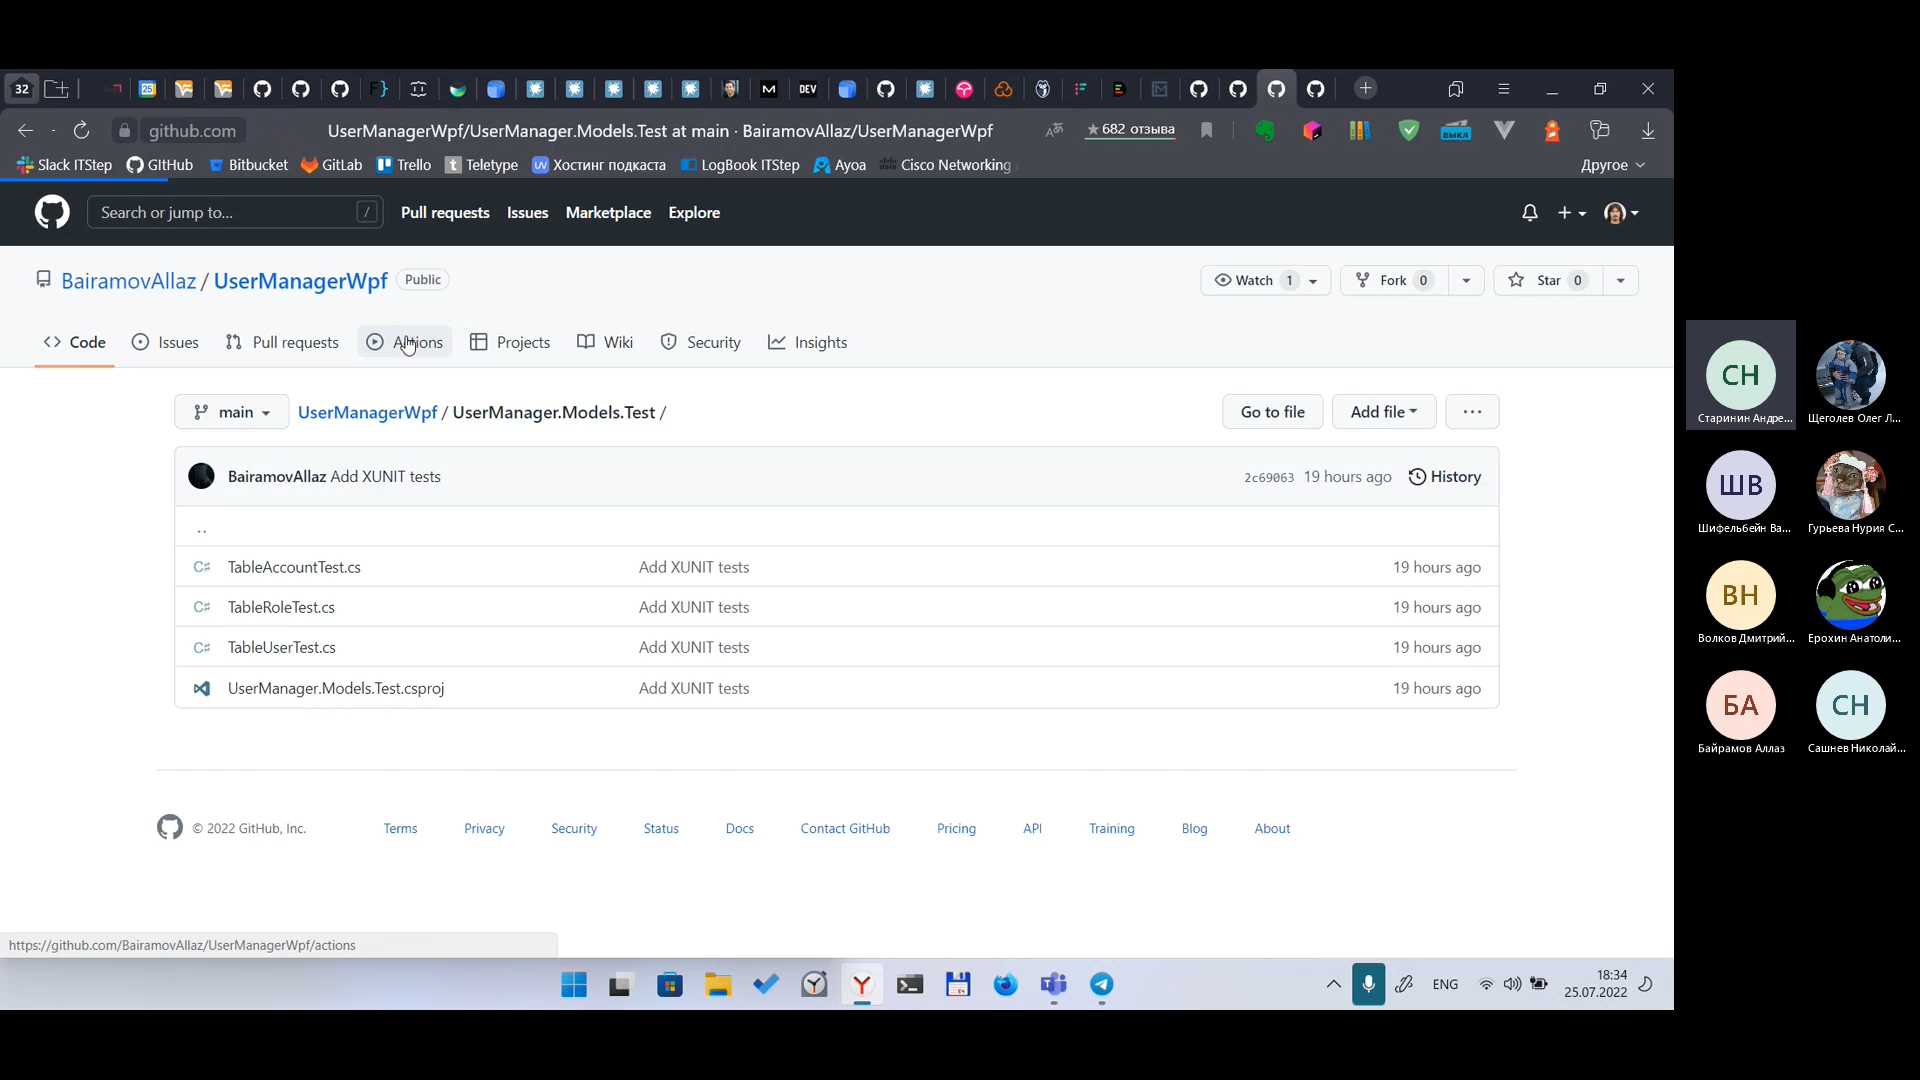 32
25
F}
M
DEV
github.com
UserManagerWpf/UserManager.Models.Test at main · BairamovAllaz/UserManagerWpf
★682 отзыва
ВЫКЛ
Slack ITStep
GItHub
Bitbucket
GitLab
Trello
t Teletype
Хостинг подкаста
LogBook ITStep
Ayoa
Cisco Networking
Другое
Search or jump to...
/
Pull requests
Issues
Marketplace
Explore
BairamovAllaz / UserManagerWpf
Public
Watch 1
Fork 0
Star 0
Code
Issues
Pull requests
Actions
Projects
Wiki
Security
Insights
main
UserManagerWpf / UserManager.Models.Test /
Go to file
Add file
BairamovAllaz Add XUNIT tests
2c69063 19 hours ago
History
..
C# TableAccountTest.cs Add XUNIT tests 19 hours ago
C# TableRoleTest.cs Add XUNIT tests 19 hours ago
C# TableUserTest.cs Add XUNIT tests 19 hours ago
UserManager.Models.Test.csproj Add XUNIT tests 19 hours ago
© 2022 GitHub, Inc.
Terms
Privacy
Security
Status
Docs
Contact GitHub
Pricing
API
Training
Blog
About
https://github.com/BairamovAllaz/UserManagerWpf/actions
ENG
18:34
25.07.2022
СН
Старинин Андре...
Щеголев Олег Л...
ШВ
Шифельбейн Ва...
Гурьева Нурия С...
ВН
Волков Дмитрий...
Ерохин Анатоли...
БА
Байрамов Аллаз
СН
Сашнев Николай...